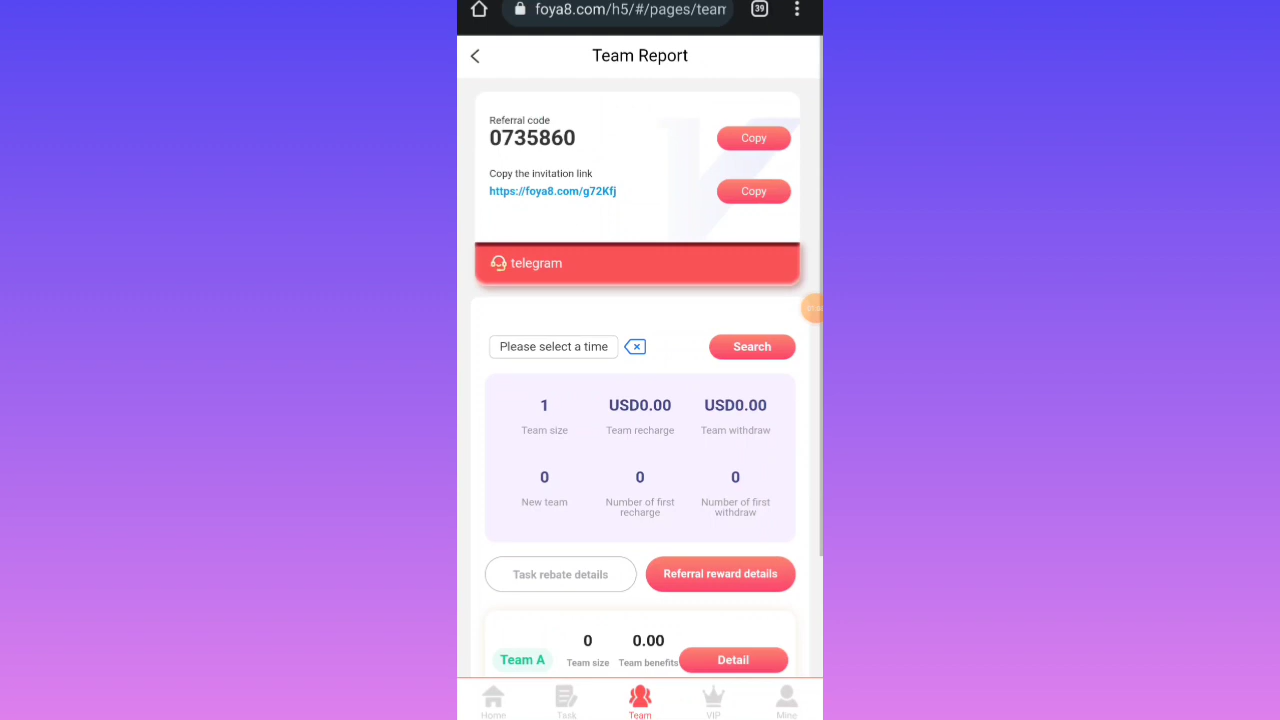 foya8.com/h5/#/pages/team
39
Team Report
Referral code
0735860
Copy
Copy the invitation link
https://foya8.com/g72Kfj
Copy
telegram
Please select a time
Search
1
USD0.00
USD0.00
Team size
Team recharge
Team withdraw
0
0
0
New team
Number of first recharge
Number of first withdraw
Task rebate details
Referral reward details
Team A
0
Team size
0.00
Team benefits
Detail
Home
Task
Team
VIP
Mine